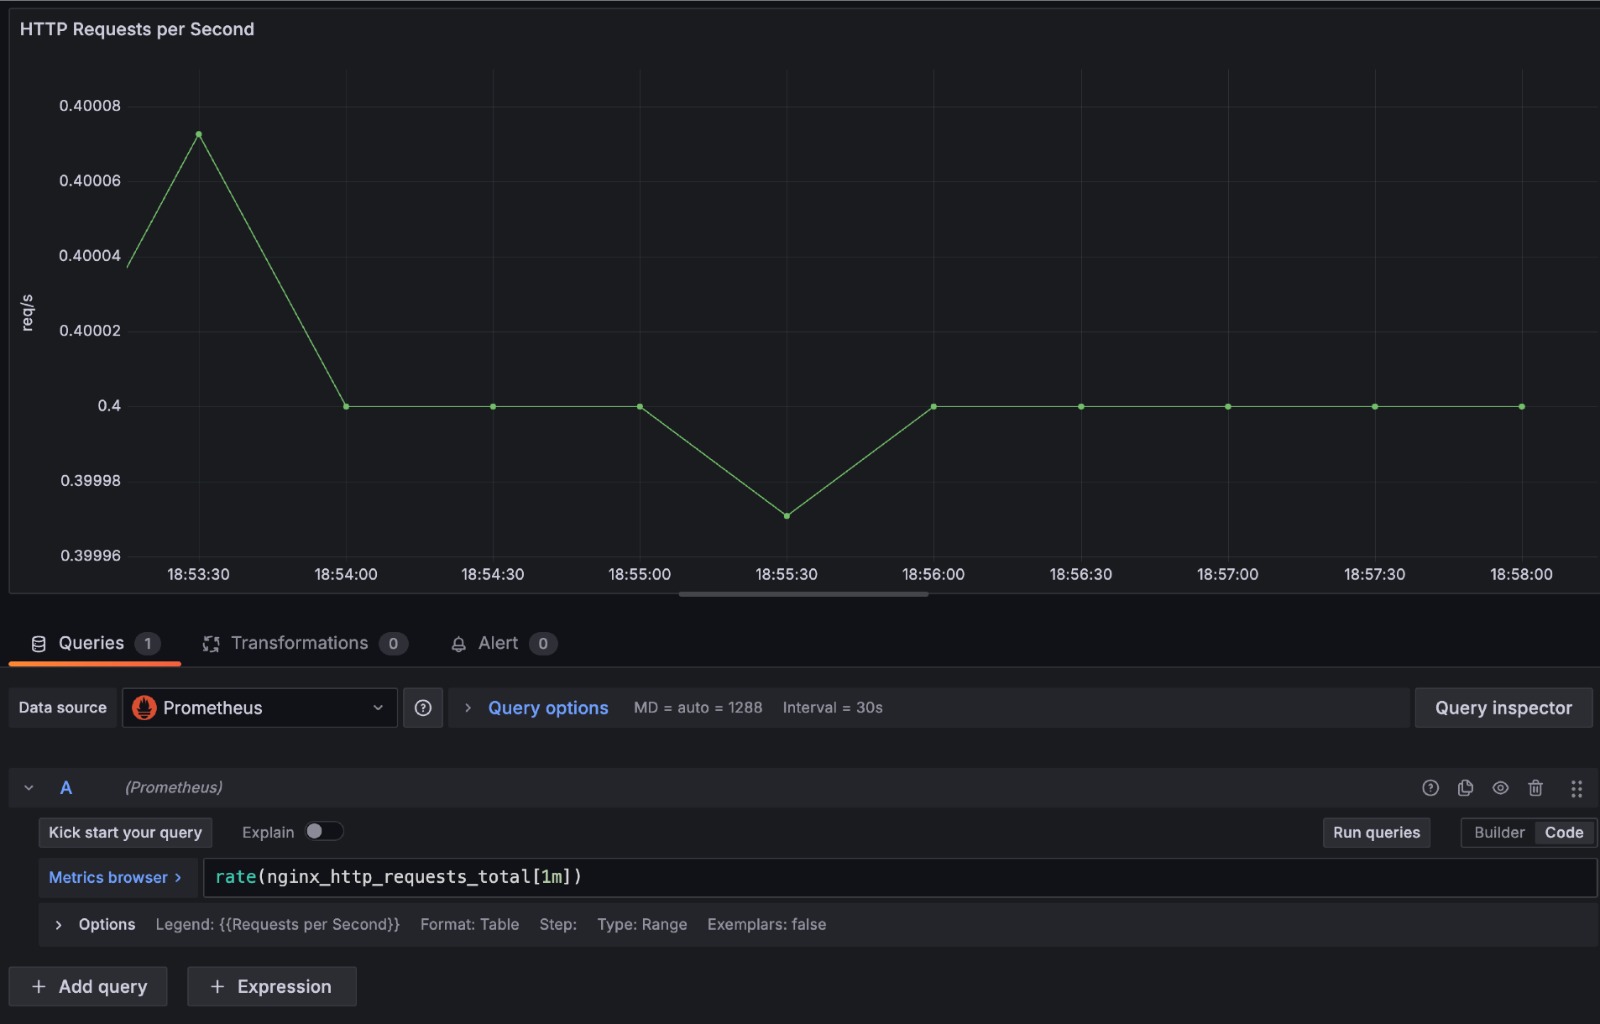 HTTP Requests per Second
0.40008
0.40006
0.40004
0.40002
0.4
0.39998
0.39996
req/s
18:53:30 18:54:00 18:54:30 18:55:00 18:55:30 18:56:00 18:56:30 18:57:00 18:57:30 18:58:00
Queries 1 Transformations 0 Alert 0
Data source Prometheus Query options MD = auto = 1288 Interval = 30s Query inspector
A (Prometheus)
Kick start your query Explain Run queries Builder Code
Metrics browser > rate(nginx_http_requests_total[1m])
> Options Legend: {{Requests per Second}} Format: Table Step: Type: Range Exemplars: false
+ Add query + Expression